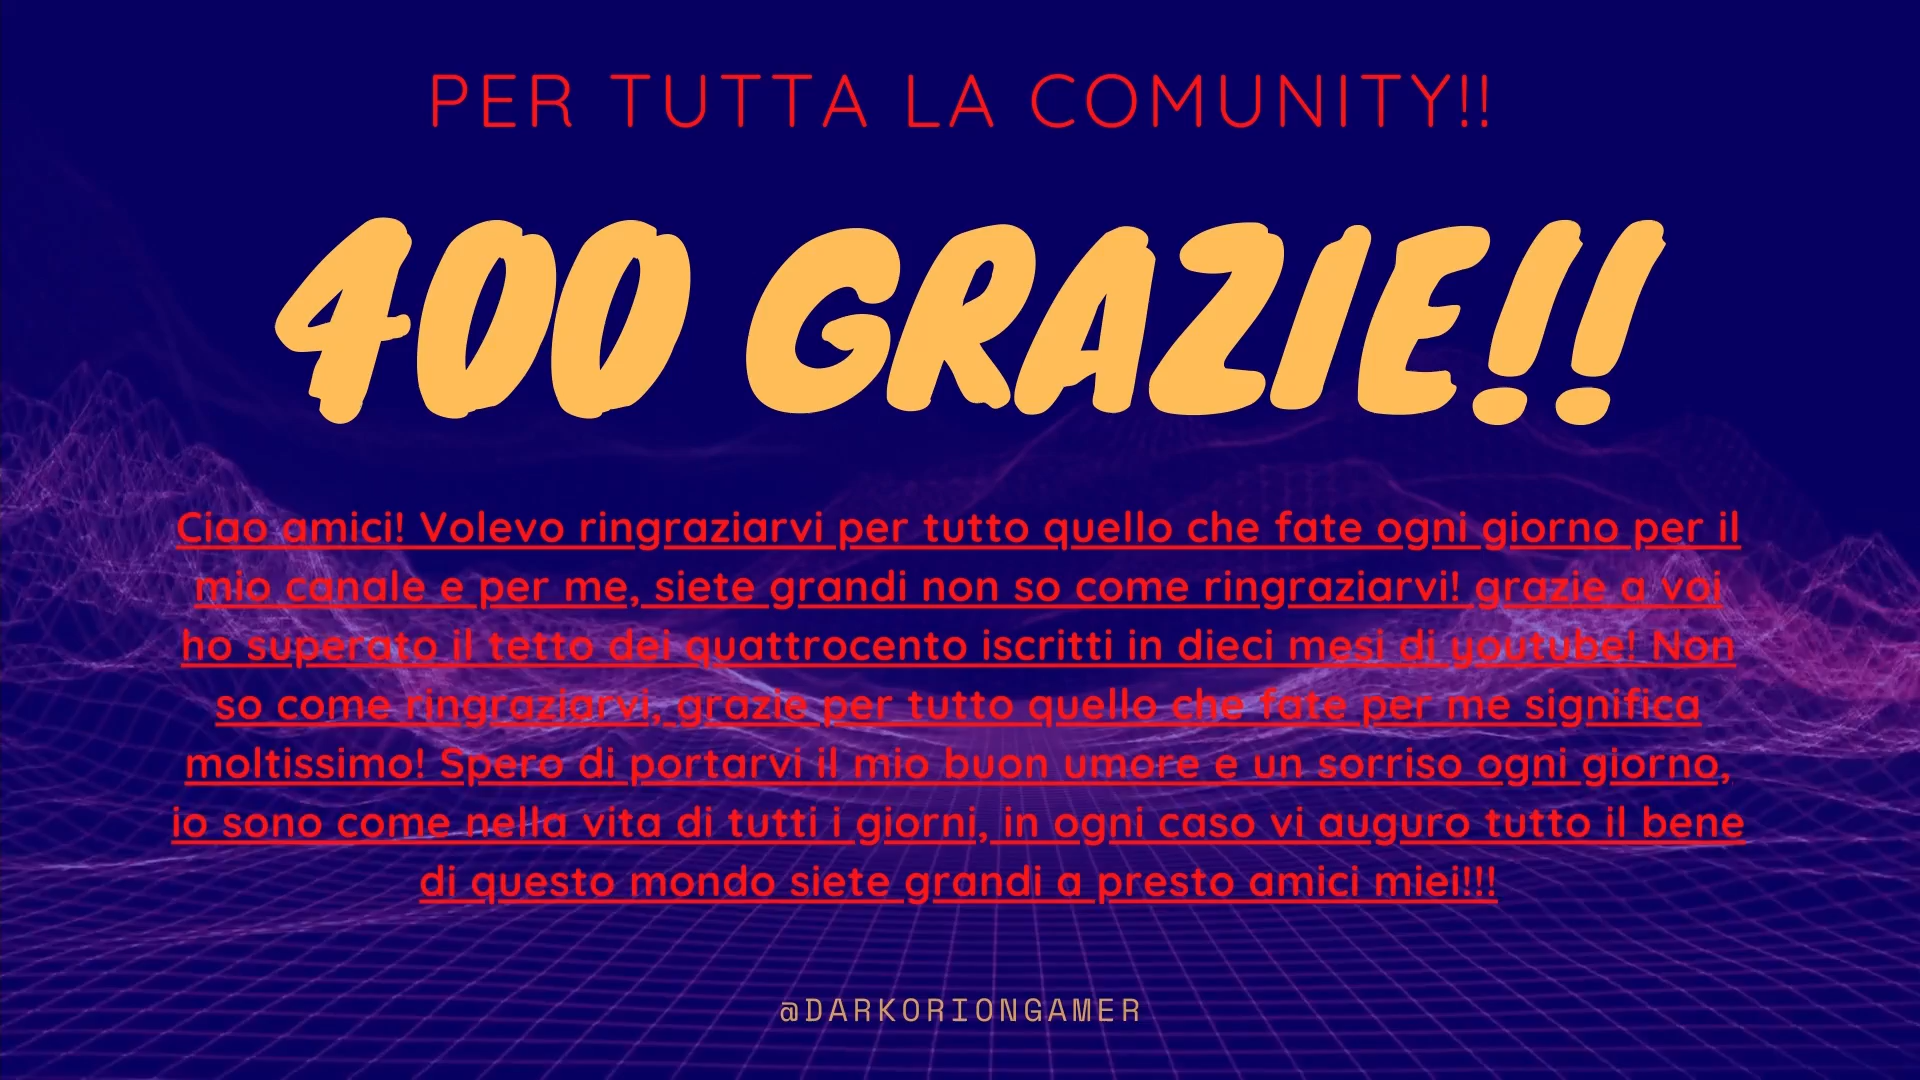 PER TUTTA LA COMUNITY!!
400 GRAZIE!!
Ciao amici! Volevo ringraziarvi per tutto quello che fate ogni giorno per il
mio canale e per me, siete grandi non so come ringraziarvi! grazie a voi
ho superato il tetto dei quattrocento iscritti in dieci mesi di youtube! Non
so come ringraziarvi, grazie per tutto quello che fate per me significa
moltissimo! Spero di portarvi il mio buon umore e un sorriso ogni giorno,
io sono come nella vita di tutti i giorni, in ogni caso vi auguro tutto il bene
di questo mondo siete grandi a presto amici miei!!!
@DARKORIONGAMER